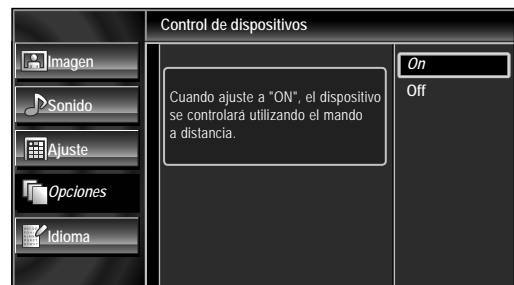 Control de dispositivos
Imagen
Sonido
Ajuste
Opciones
Idioma
Cuando ajuste a "ON", el dispositivo
se controlará utilizando el mando
a distancia.
On
Off